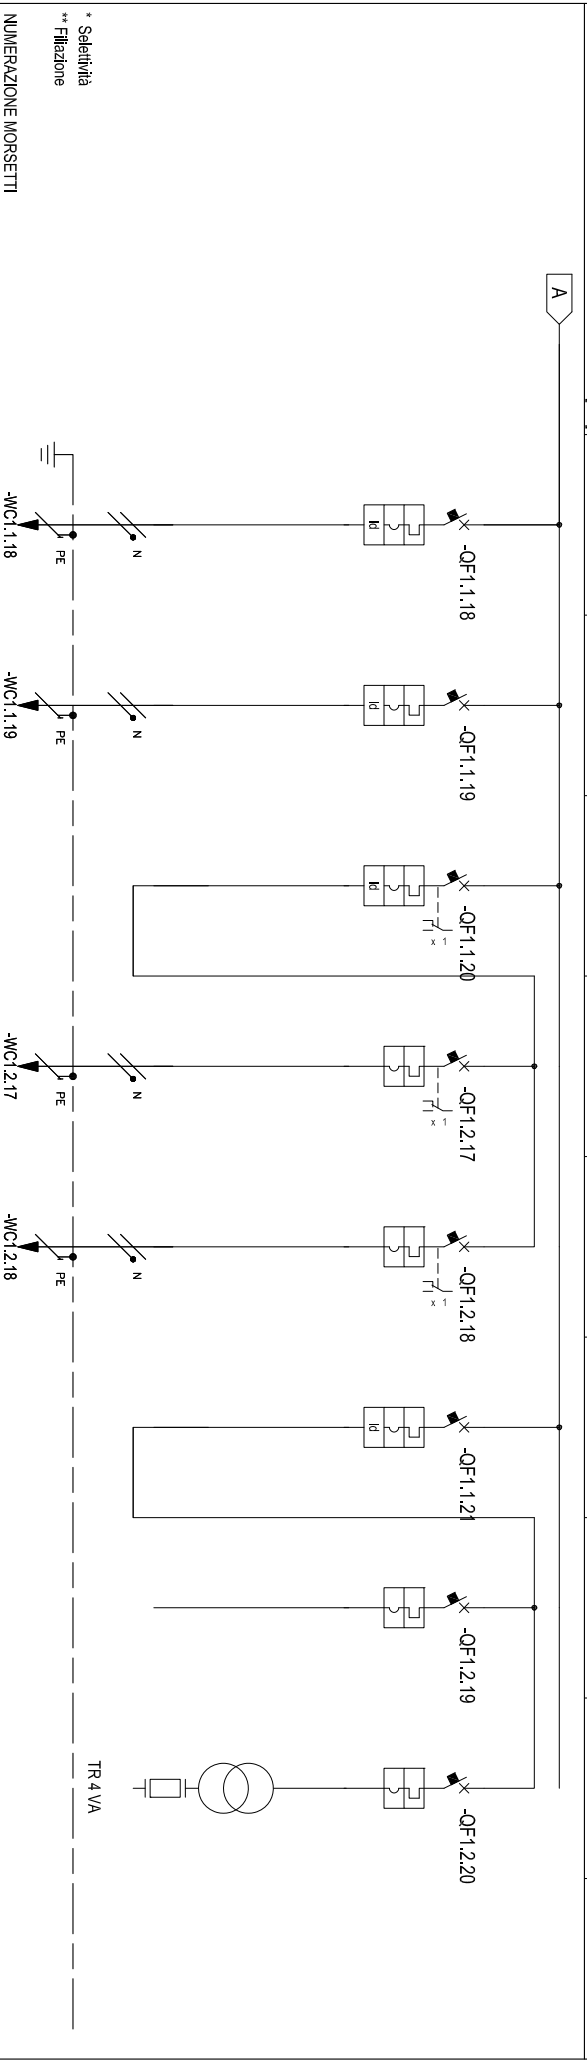 A
-QF1.1.18
-QF1.1.19
-QF1.1.20
-QF1.2.17
-QF1.2.18
-QF1.1.21
-QF1.2.19
-QF1.2.20
Id
Id
Id
Id
x 1
x 1
x 1
N
N
N
N
TR 4 VA
PE
PE
PE
PE
* Selettività
** Filiazione
NUMERAZIONE MORSETTI
-WC1.1.18
-WC1.1.19
-WC1.2.17
-WC1.2.18